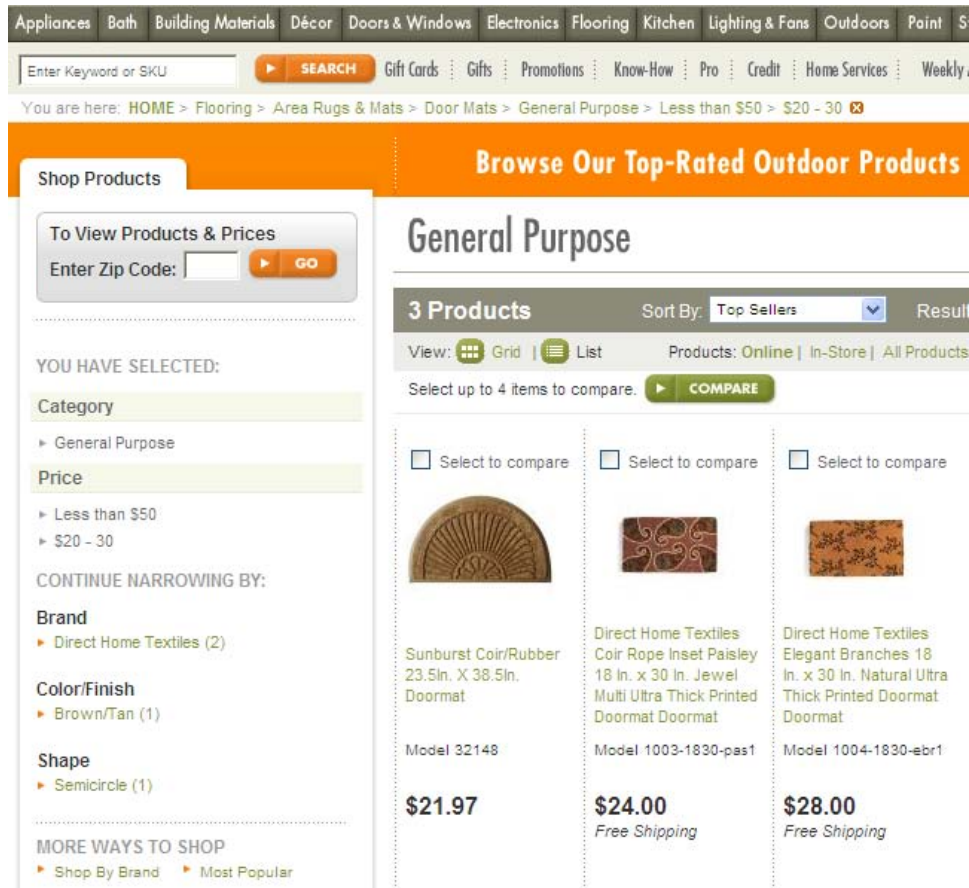 Appliances Bath Building Materials Décor Doors & Windows Electronics Flooring Kitchen Lighting & Fans Outdoors Paint S
Enter Keyword or SKU SEARCH Gift Cards Gifts Promotions Know-How Pro Credit Home Services Weekly
You are here: HOME > Flooring > Area Rugs & Mats > Door Mats > General Purpose > Less than $50 > $20 - 30
Browse Our Top-Rated Outdoor Products
Shop Products
To View Products & Prices
Enter Zip Code: GO
YOU HAVE SELECTED:
Category
General Purpose
Price
Less than $50
$20 - 30
CONTINUE NARROWING BY:
Brand
Direct Home Textiles (2)
Color/Finish
Brown/Tan (1)
Shape
Semicircle (1)
MORE WAYS TO SHOP
Shop By Brand Most Popular
General Purpose
3 Products Sort By: Top Sellers Result
View: Grid | List Products: Online | In-Store | All Products
Select up to 4 items to compare. COMPARE
Select to compare
Sunburst Coir/Rubber
23.5In. X 38.5In.
Doormat
Model 32148
$21.97
Select to compare
Direct Home Textiles
Coir Rope Inset Paisley
18 In. x 30 In. Jewel
Multi Ultra Thick Printed
Doormat Doormat
Model 1003-1830-pas1
$24.00
Free Shipping
Select to compare
Direct Home Textiles
Elegant Branches 18
In. x 30 In. Natural Ultra
Thick Printed Doormat
Doormat
Model 1004-1830-ebr1
$28.00
Free Shipping